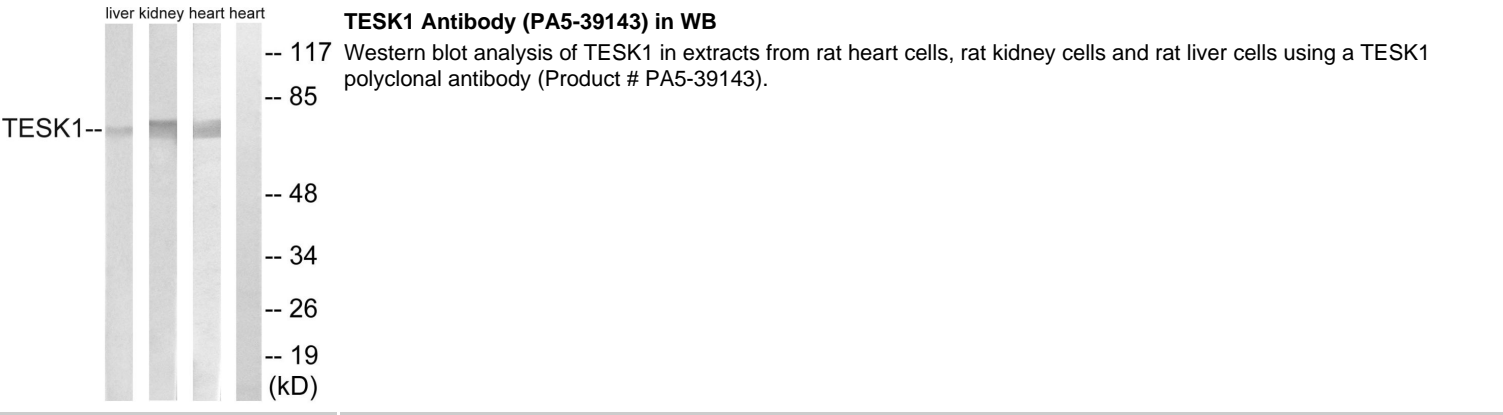 liver kidney heart heart
TESK1 Antibody (PA5-39143) in WB
-- 117
Western blot analysis of TESK1 in extracts from rat heart cells, rat kidney cells and rat liver cells using a TESK1
polyclonal antibody (Product # PA5-39143).
-- 85
TESK1--
-- 48
-- 34
-- 26
-- 19
(kD)